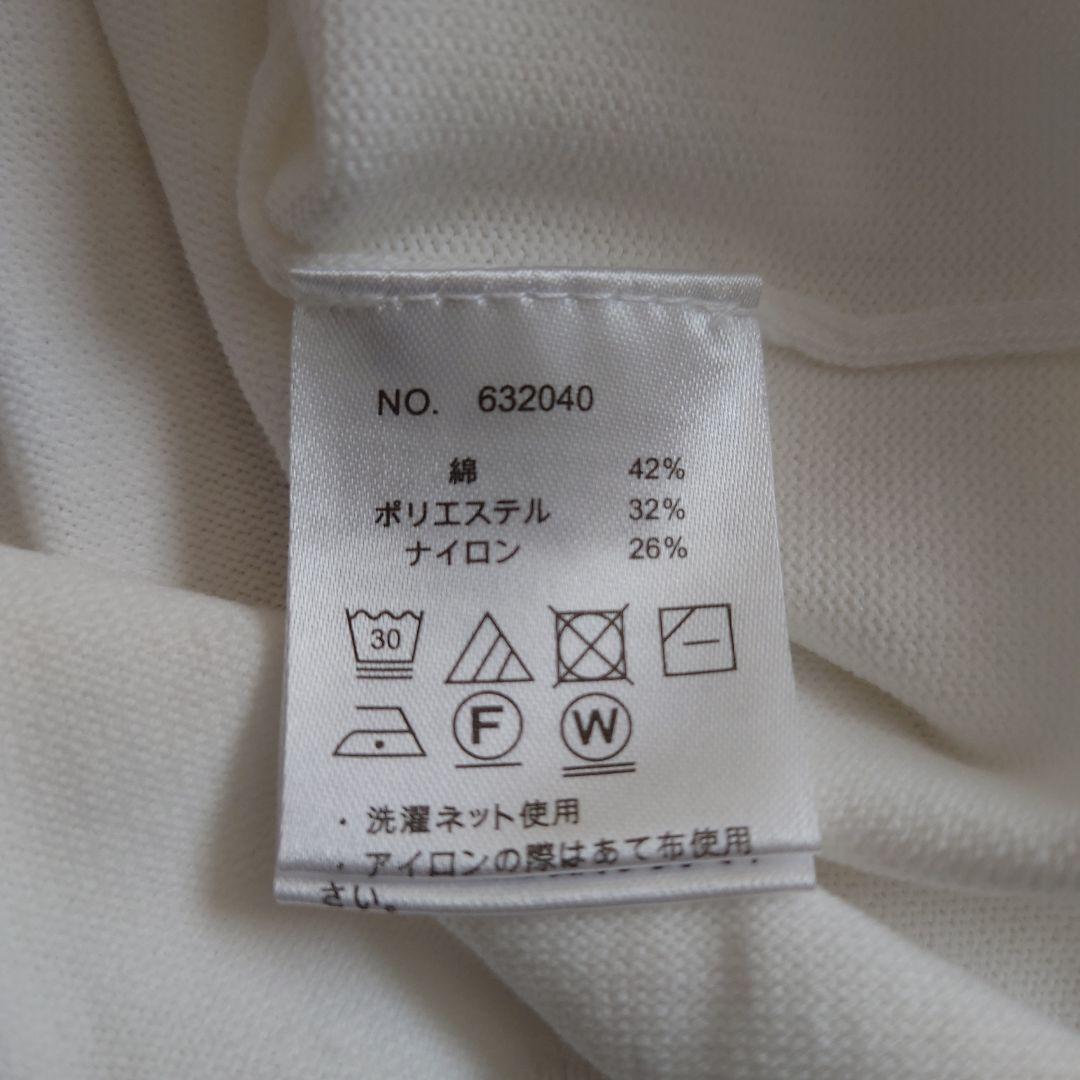 NO. 632040
綿 42%
ポリエステル 32%
ナイロン 26%
30
F W
・洗濯ネット使用
・アイロンの際はあて布使用
さい。